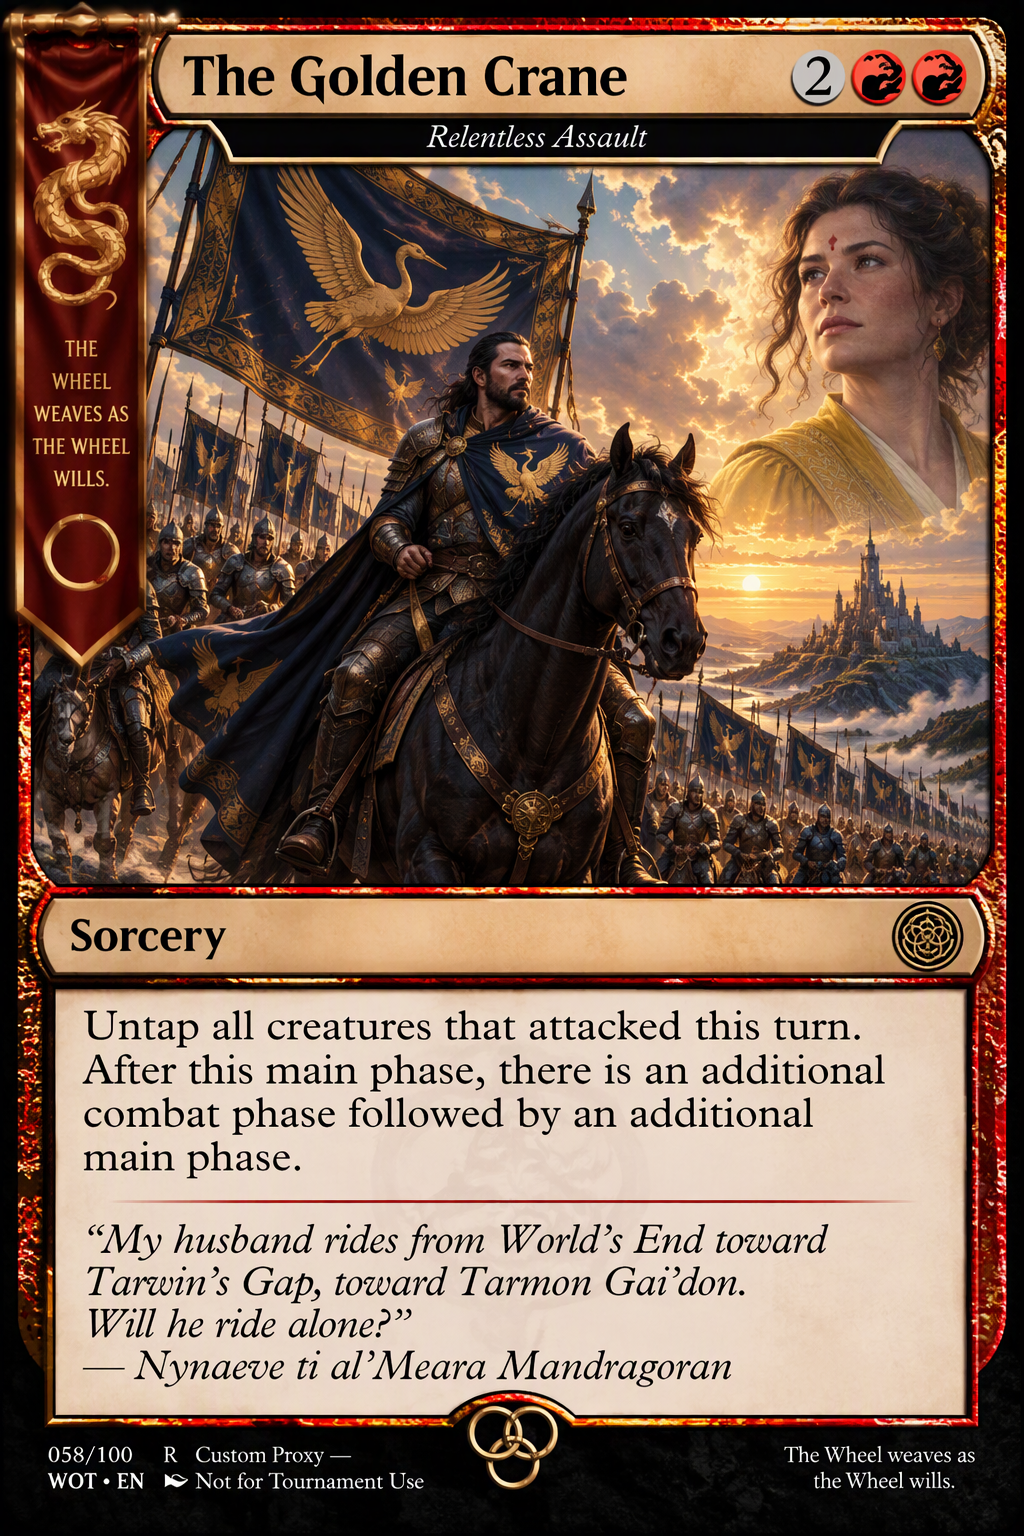 The Golden Crane
2
Relentless Assault
THE
WHEEL
WEAVES AS
THE WHEEL
WILLS.
Sorcery
Untap all creatures that attacked this turn.
After this main phase, there is an additional
combat phase followed by an additional
main phase.
“My husband rides from World’s End toward
Tarwin’s Gap, toward Tarmon Gai’don.
Will he ride alone?”
— Nynaeve ti al’Meara Mandragoran
058/100 R Custom Proxy —
WOT • EN Not for Tournament Use
The Wheel weaves as
the Wheel wills.